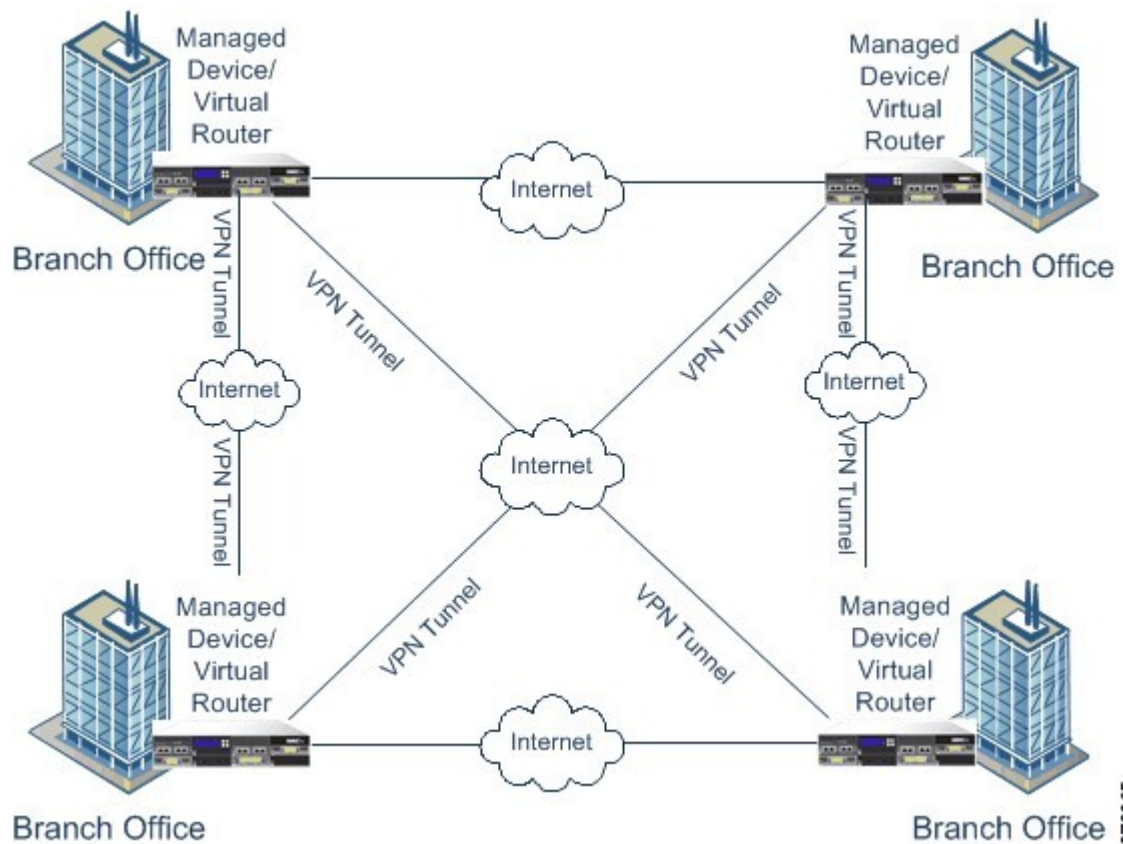 Managed
Device/
Virtual
Router
Managed
Device/
Virtual
Router
Internet
Branch Office
Branch Office
VPN Tunnel
VPN Tunnel
VPN Tunnel
VPN Tunnel
Internet
Internet
Internet
VPN Tunnel
VPN Tunnel
VPN Tunnel
VPN Tunnel
Managed
Device/
Virtual
Router
Managed
Device/
Virtual
Router
Internet
Branch Office
Branch Office